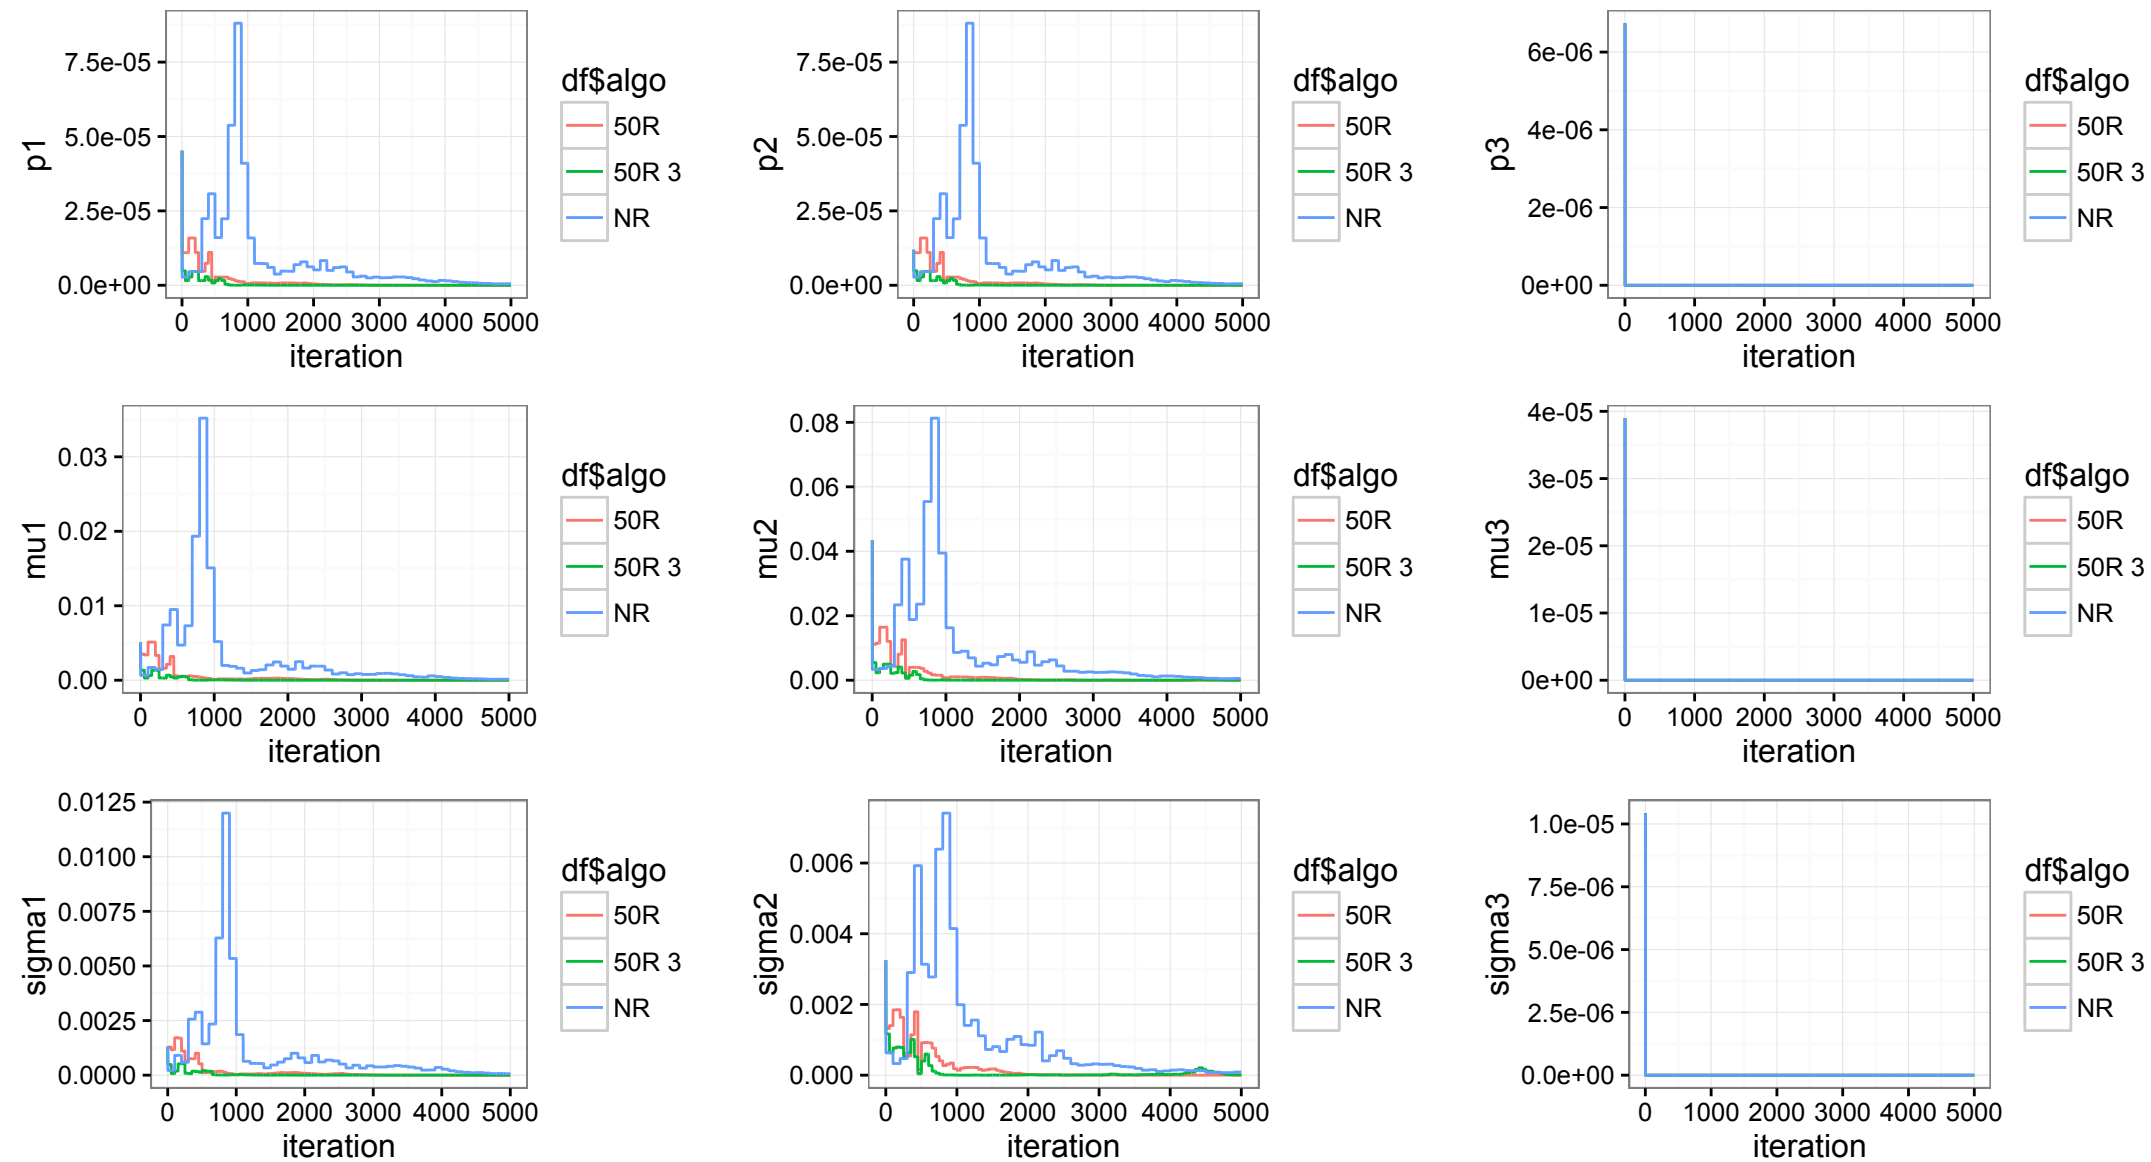 p1
7.5e-05
5.0e-05
2.5e-05
0.0e+00
0 1000 2000 3000 4000 5000
iteration
df$algo
50R
50R 3
NR
p2
7.5e-05
5.0e-05
2.5e-05
0.0e+00
0 1000 2000 3000 4000 5000
iteration
df$algo
50R
50R 3
NR
p3
6e-06
4e-06
2e-06
0e+00
0 1000 2000 3000 4000 5000
iteration
df$algo
50R
50R 3
NR
mu1
0.03
0.02
0.01
0.00
0 1000 2000 3000 4000 5000
iteration
df$algo
50R
50R 3
NR
mu2
0.08
0.06
0.04
0.02
0.00
0 1000 2000 3000 4000 5000
iteration
df$algo
50R
50R 3
NR
mu3
4e-05
3e-05
2e-05
1e-05
0e+00
0 1000 2000 3000 4000 5000
iteration
df$algo
50R
50R 3
NR
sigma1
0.0125
0.0100
0.0075
0.0050
0.0025
0.0000
0 1000 2000 3000 4000 5000
iteration
df$algo
50R
50R 3
NR
sigma2
0.006
0.004
0.002
0.000
0 1000 2000 3000 4000 5000
iteration
df$algo
50R
50R 3
NR
sigma3
1.0e-05
7.5e-06
5.0e-06
2.5e-06
0.0e+00
0 1000 2000 3000 4000 5000
iteration
df$algo
50R
50R 3
NR